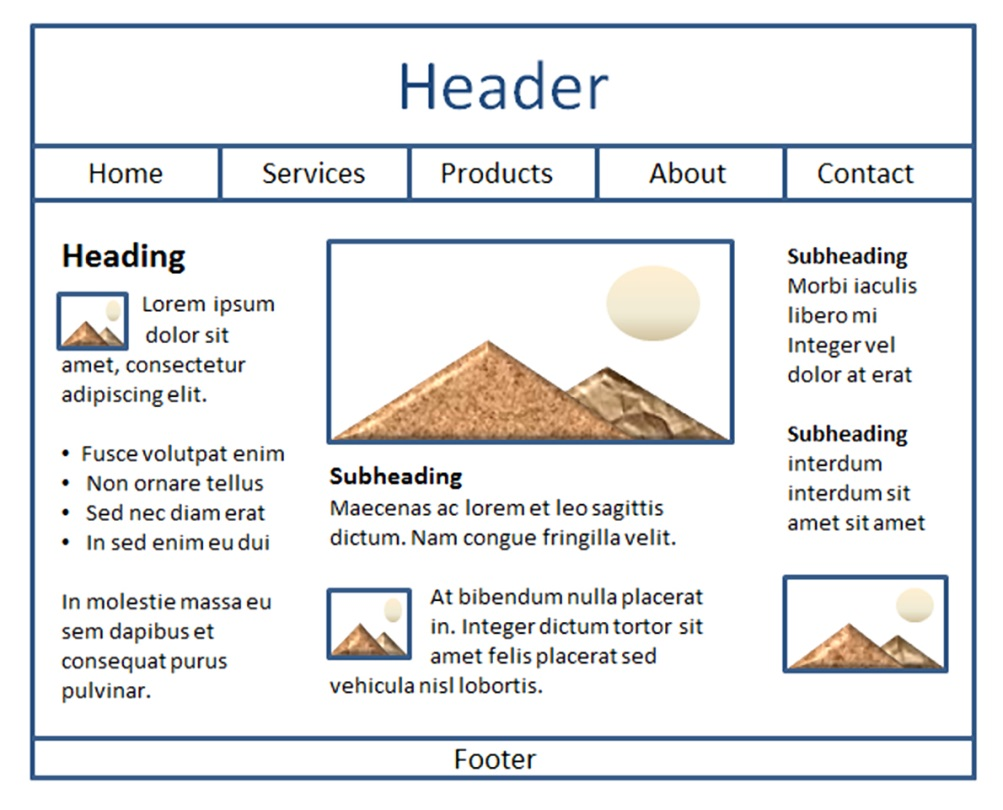 Header
Home Services Products About Contact
Heading
Lorem ipsum
dolor sit
amet, consectetur
adipiscing elit.
• Fusce volutpat enim
• Non ornare tellus
• Sed nec diam erat
• In sed enim eu dui
In molestie massa eu
sem dapibus et
consequat purus
pulvinar.
Subheading
Maecenas ac lorem et leo sagittis
dictum. Nam congue fringilla velit.
At bibendum nulla placerat
in. Integer dictum tortor sit
amet felis placerat sed
vehicula nisl lobortis.
Subheading
Morbi iaculis
libero mi
Integer vel
dolor at erat
Subheading
interdum
interdum sit
amet sit amet
Footer